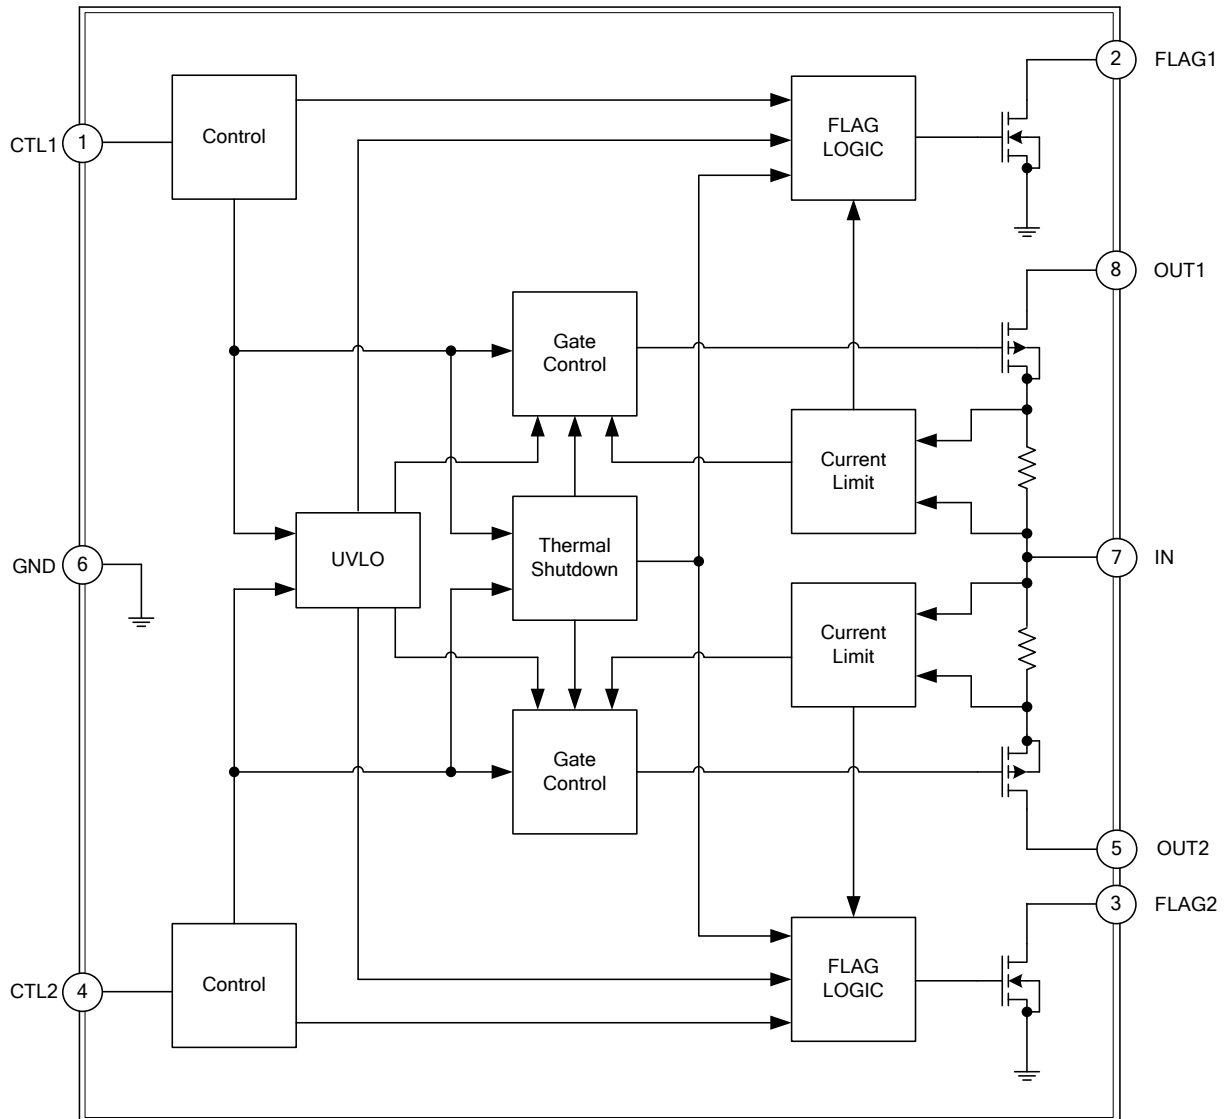 2
FLAG1
Control
FLAG
LOGIC
CTL1
1
8
OUT1
Gate
Control
Current
Limit
UVLO
Thermal
Shutdown
GND
6
7
IN
Current
Limit
Gate
Control
5
OUT2
3
FLAG2
Control
FLAG
LOGIC
CTL2
4